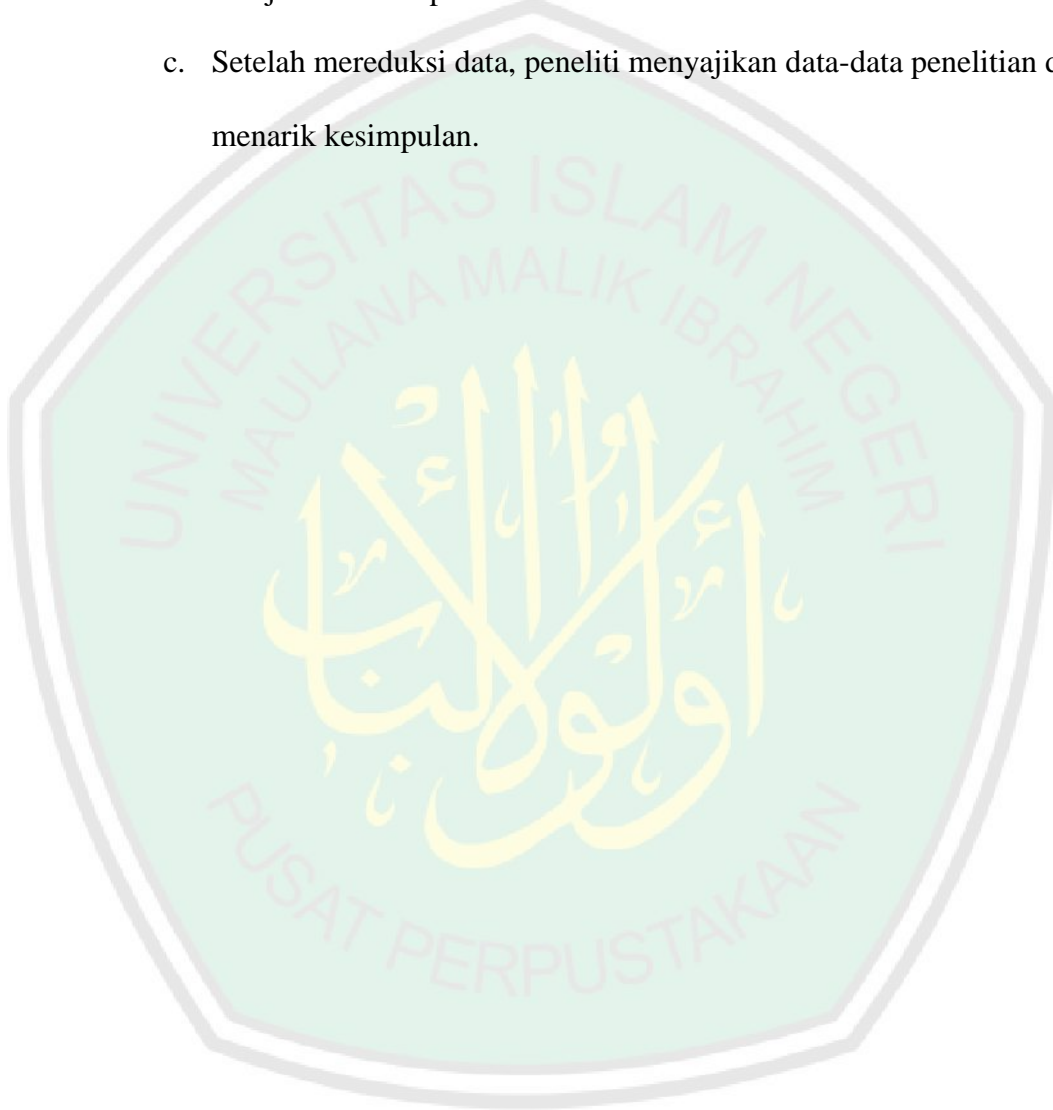 c. Setelah mereduksi data, peneliti menyajikan data-data penelitian
menarik kesimpulan.
UNIVERSITAS ISLAM NEGERI
MAULANA MALIK IBRAHIM
أولوا الألباب
PUSAT PERPUSTAKAAN